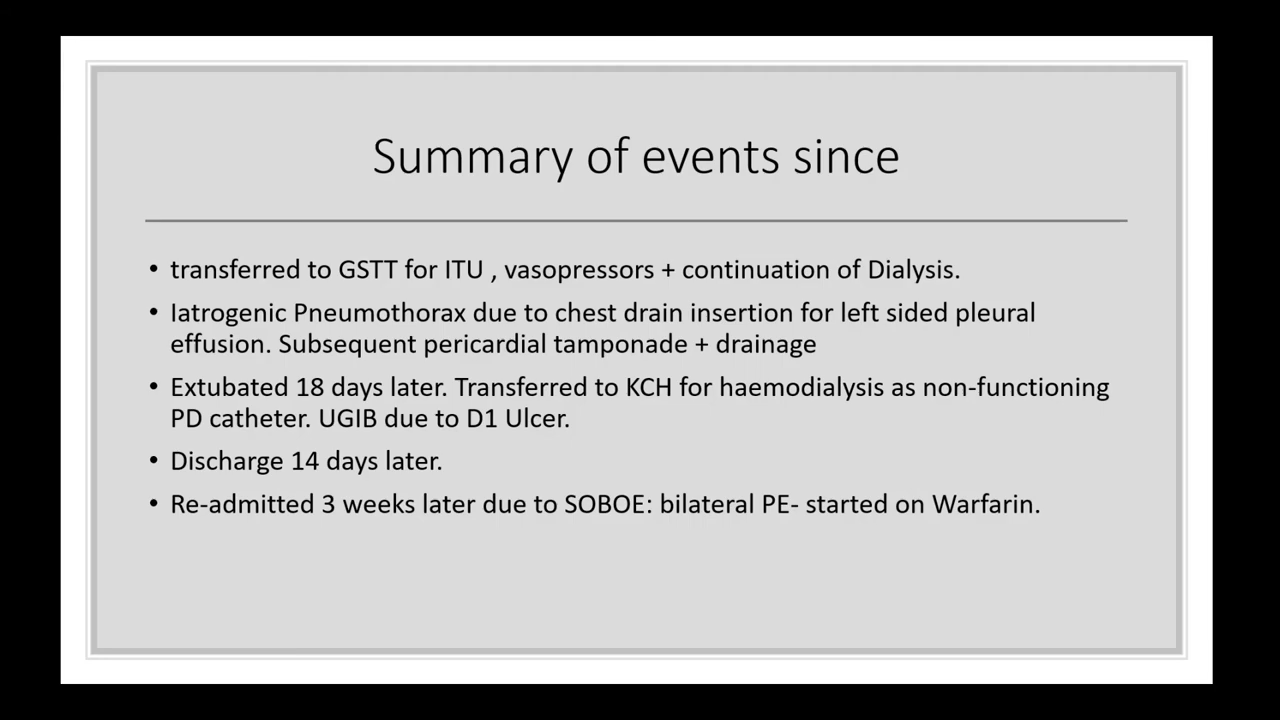 Summary of events since
• transferred to GSTT for ITU , vasopressors + continuation of Dialysis.
• Iatrogenic Pneumothorax due to chest drain insertion for left sided pleural
effusion. Subsequent pericardial tamponade + drainage
• Extubated 18 days later. Transferred to KCH for haemodialysis as non-functioning
PD catheter. UGIB due to D1 Ulcer.
• Discharge 14 days later.
• Re-admitted 3 weeks later due to SOBOE: bilateral PE- started on Warfarin.